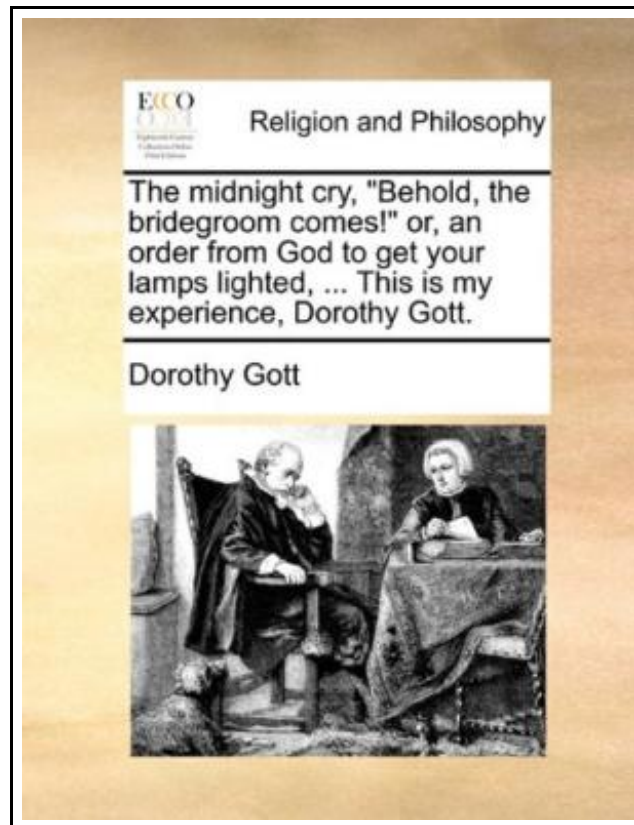 ECCO
Religion and Philosophy
The midnight cry, "Behold, the
bridegroom comes!" or, an
order from God to get your
lamps lighted, ... This is my
experience, Dorothy Gott.
Dorothy Gott